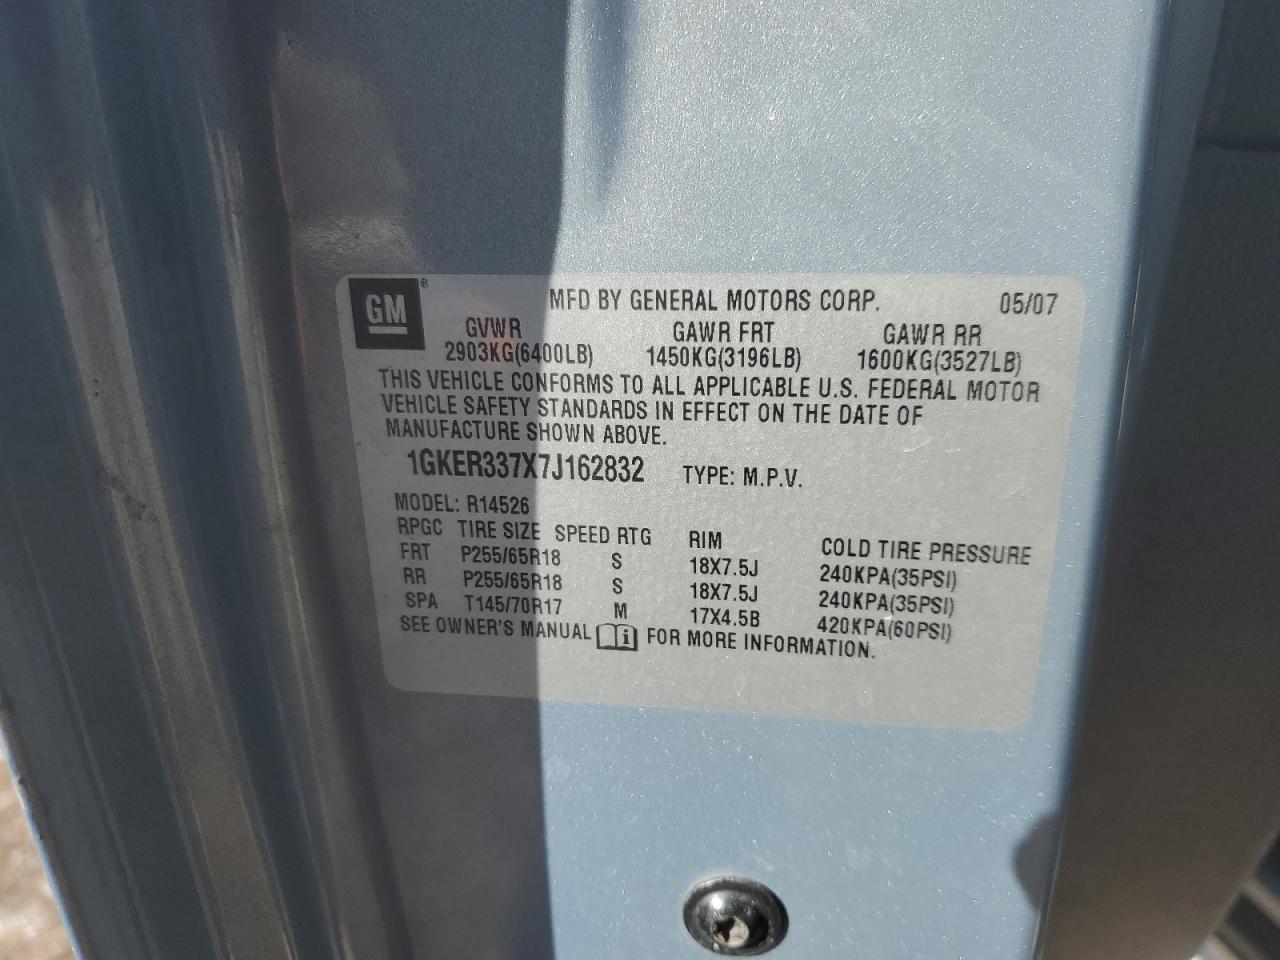 GM ® MFD BY GENERAL MOTORS CORP. 05/07
GVWR GAWR FRT GAWR RR
2903KG(6400LB) 1450KG(3196LB) 1600KG(3527LB)
THIS VEHICLE CONFORMS TO ALL APPLICABLE U.S. FEDERAL MOTOR
VEHICLE SAFETY STANDARDS IN EFFECT ON THE DATE OF
MANUFACTURE SHOWN ABOVE.
1GKER337X7J162832 TYPE: M.P.V.
MODEL: R14526
RPGC TIRE SIZE SPEED RTG RIM COLD TIRE PRESSURE
FRT P255/65R18 S 18X7.5J 240KPA(35PSI)
RR P255/65R18 S 18X7.5J 240KPA(35PSI)
SPA T145/70R17 M 17X4.5B 420KPA(60PSI)
SEE OWNER'S MANUAL i FOR MORE INFORMATION.